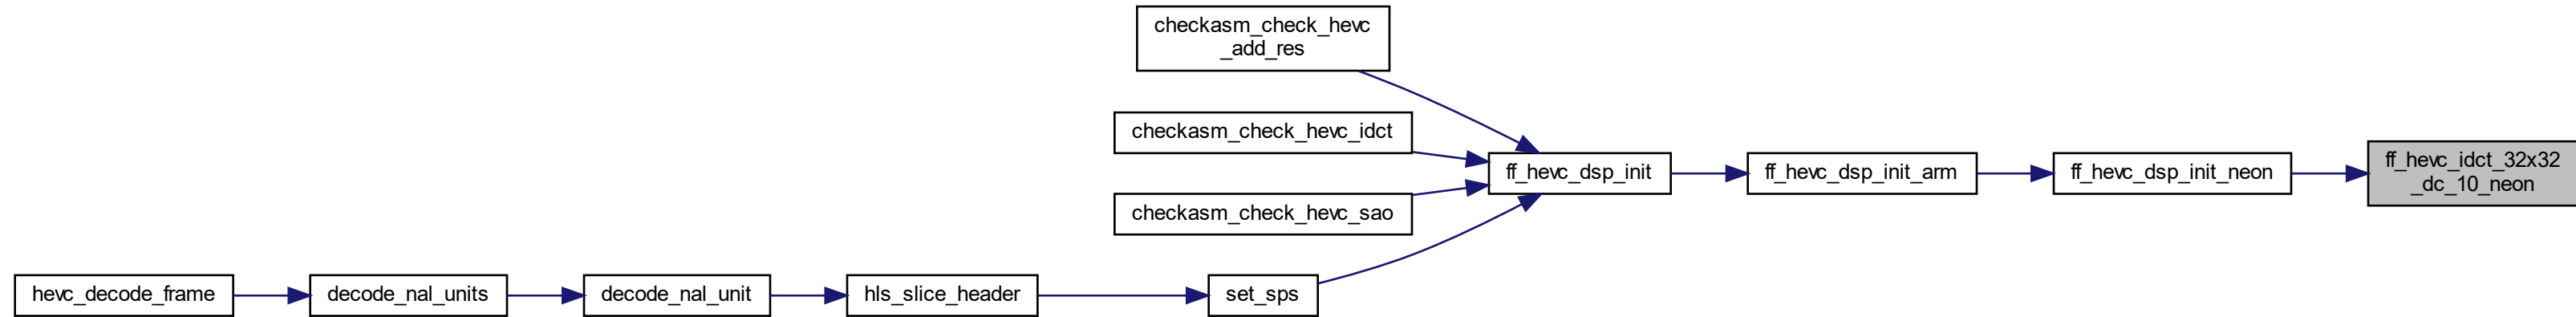 checkasm_check_hevc
_add_res
checkasm_check_hevc_idct
checkasm_check_hevc_sao
ff_hevc_dsp_init
ff_hevc_dsp_init_arm
ff_hevc_dsp_init_neon
ff_hevc_idct_32x32
_dc_10_neon
hevc_decode_frame
decode_nal_units
decode_nal_unit
hls_slice_header
set_sps